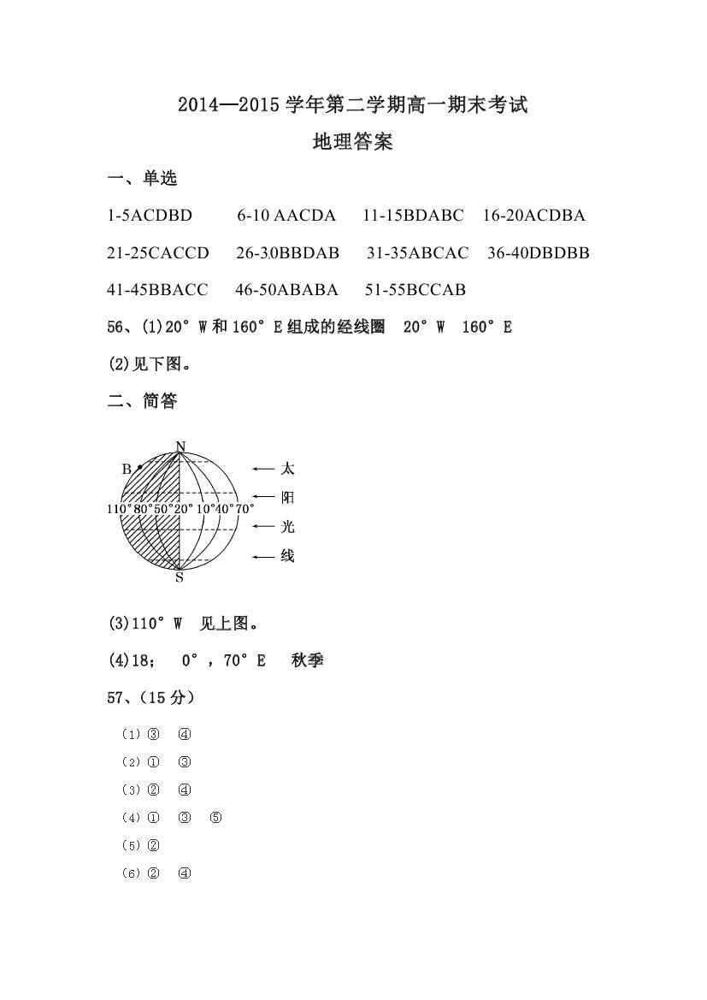 2014—2015 学年第二学期高一期末考试
地理答案
一、单选
1-5ACDBD 6-10 AACDA 11-15BDABC 16-20ACDBA
21-25CACCD 26-30BBDAB 31-35ABCAC 36-40DBDBB
41-45BBACC 46-50ABABA 51-55BCCAB
56、(1)20°W和160°E组成的经线圈 20°W 160°E
(2)见下图。
二、简答
N
B
太
阳
110°80°50°20° 10°40°70°
光
线
S
(3)110°W 见上图。
(4)18； 0°，70°E 秋季
57、（15 分）
（1）③ ④
（2）① ③
（3）② ④
（4）① ③ ⑤
（5）②
（6）② ④